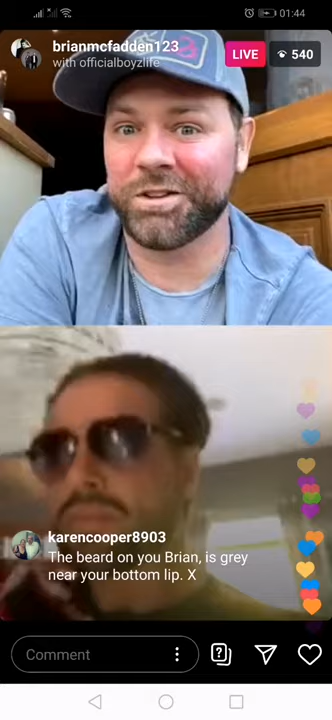 01:44
brianmcfadden123
LIVE
540
with officialboyzlife
karencooper8903
The beard on you Brian, is grey
near your bottom lip. X
Comment